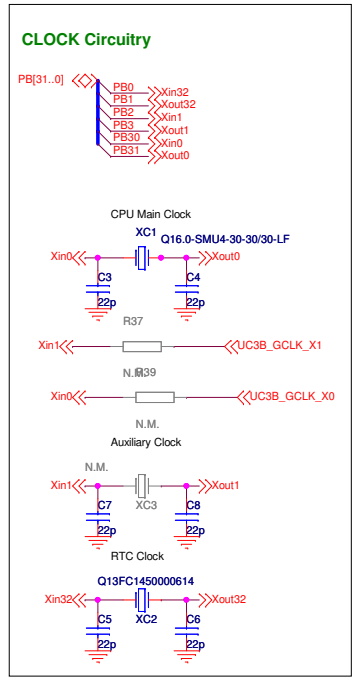 CLOCK Circuitry
PB[31..0]
PB0 Xin32
PB1 Xout32
PB2 Xin1
PB3 Xout1
PB30 Xin0
PB31 Xout0
CPU Main Clock
XC1
Q16.0-SMU4-30-30/30-LF
Xin0 Xout0
C3 C4
22p 22p
R37
Xin1 UC3B_GCLK_X1
N.M. R39
Xin0 UC3B_GCLK_X0
N.M.
Auxiliary Clock
N.M.
Xin1 Xout1
C7 XC3 C8
22p 22p
RTC Clock
Q13FC1450000614
Xin32 Xout32
C5 XC2 C6
22p 22p